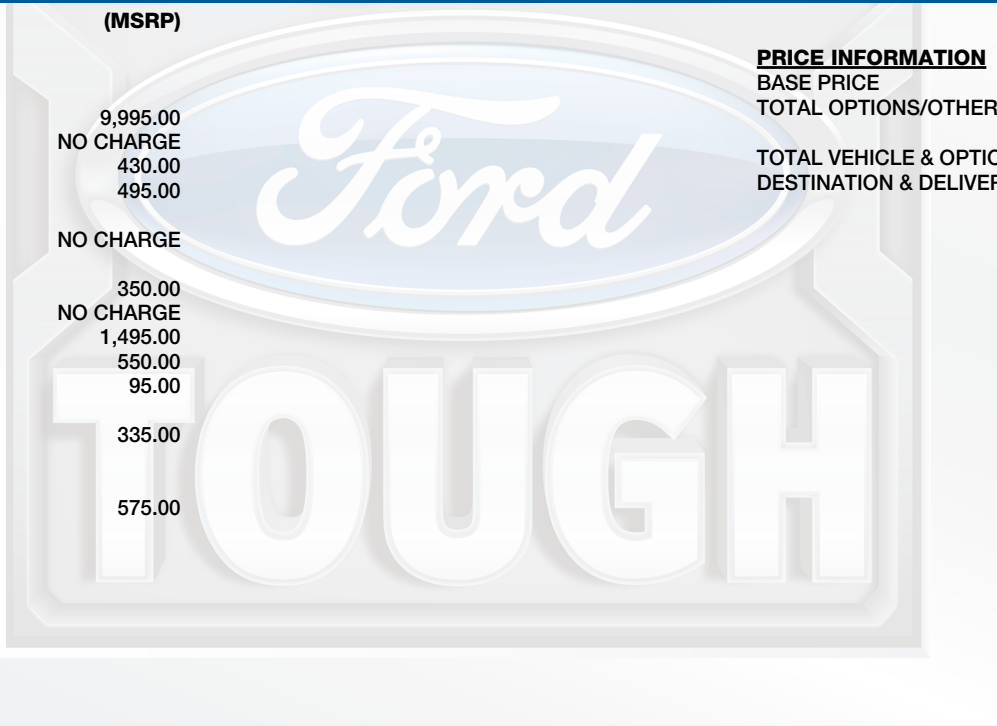 (MSRP)
9,995.00
NO CHARGE
430.00
495.00
NO CHARGE
350.00
NO CHARGE
1,495.00
550.00
95.00
335.00
575.00
PRICE INFORMATION
BASE PRICE
TOTAL OPTIONS/OTHER
TOTAL VEHICLE & OPTIO
DESTINATION & DELIVER
Ford
TOUGH